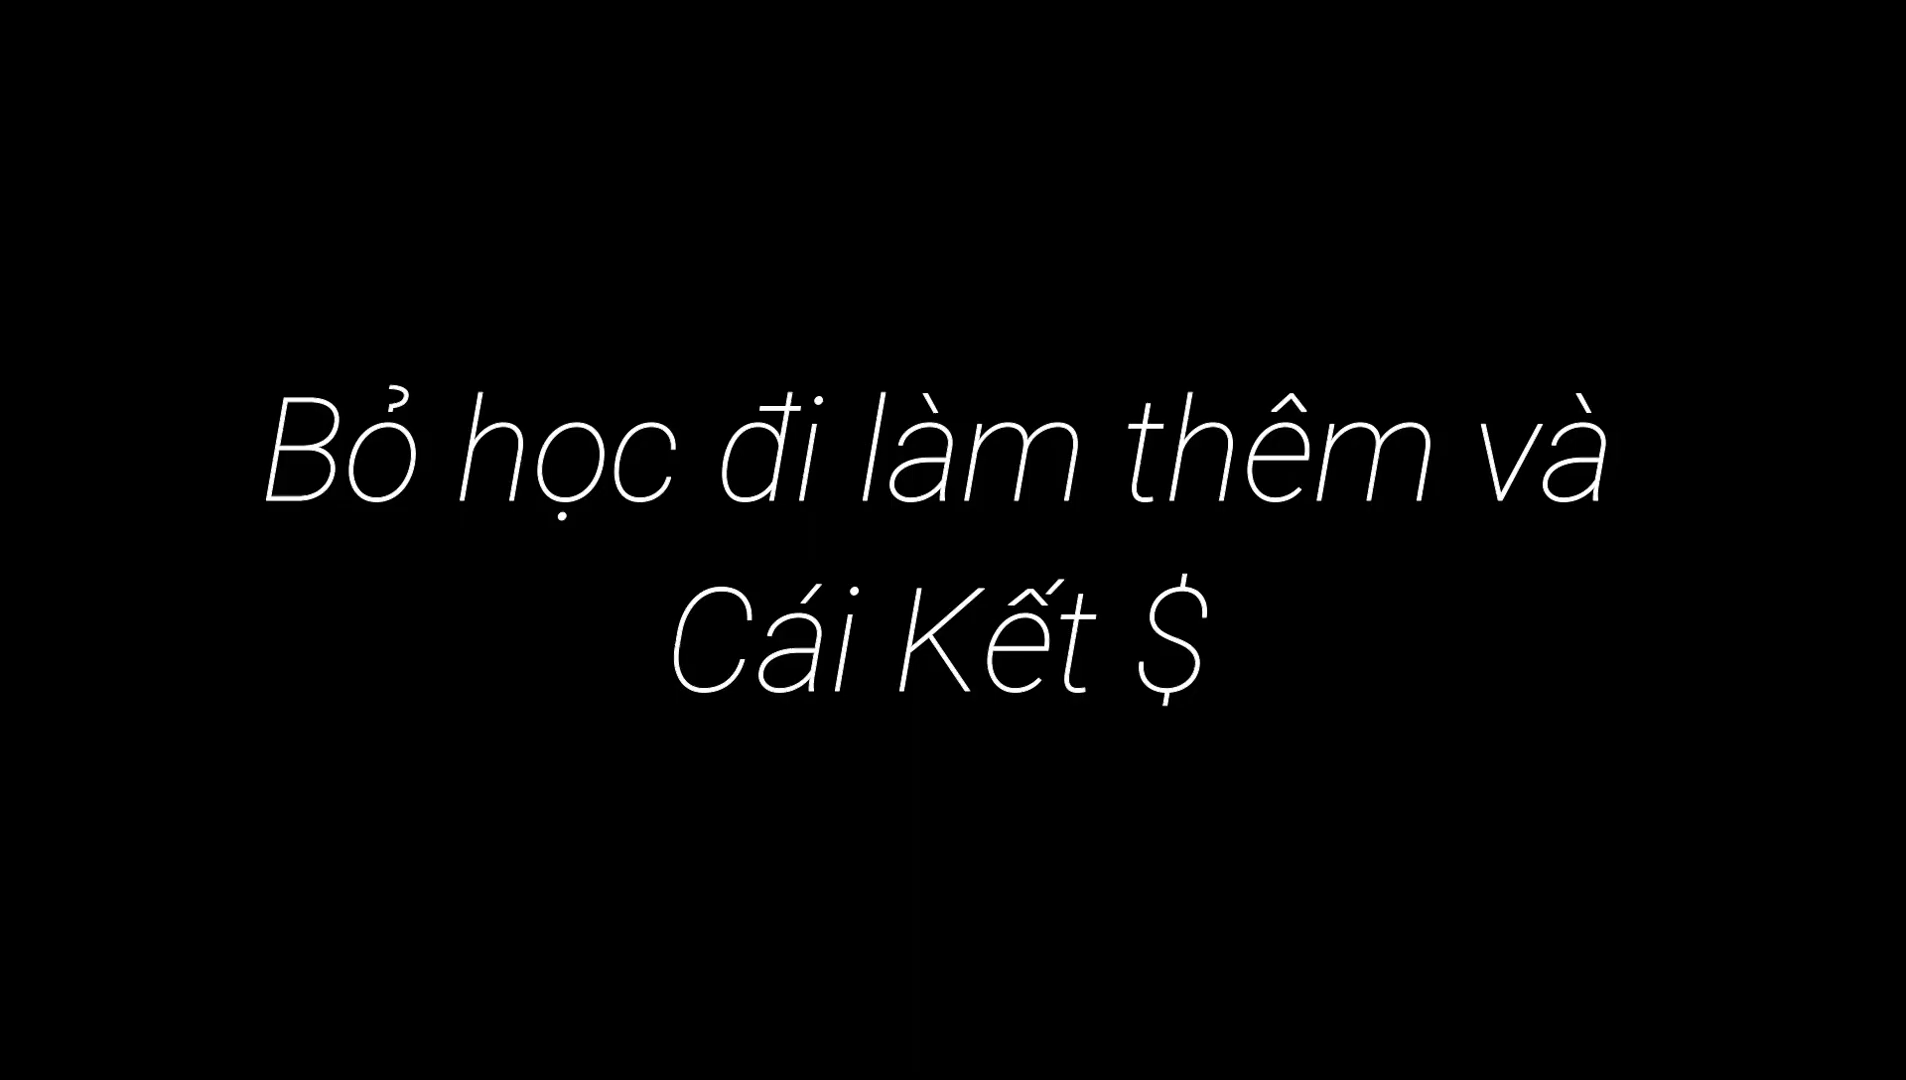 Bỏ học đi làm thêm và
Cái Kết $